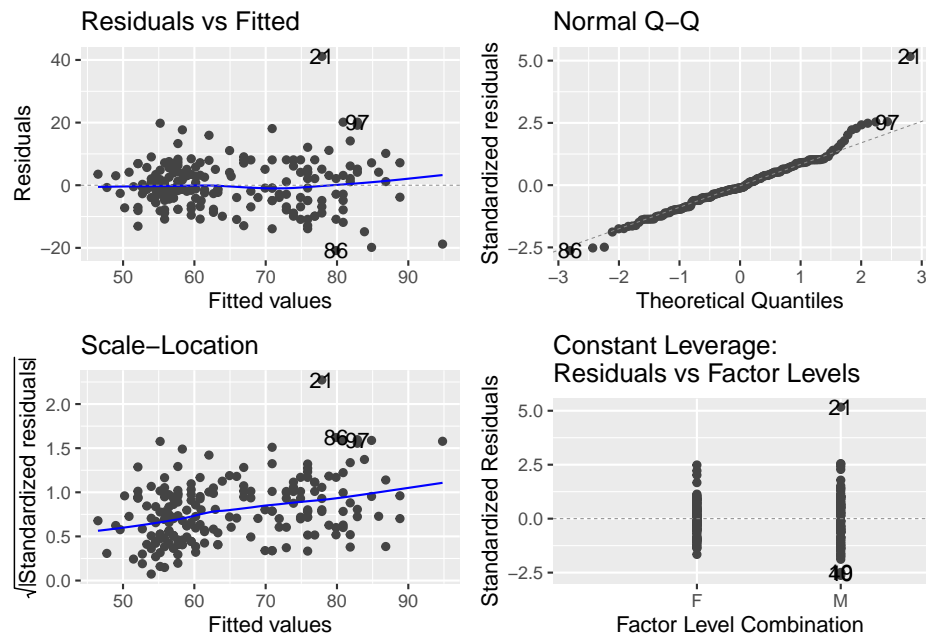 Residuals vs Fitted
Residuals
40
20
0
−20
21
97
86
50 60 70 80 90
Fitted values
Normal Q−Q
Standardized residuals
5.0
2.5
0.0
−2.5
21
97
86
−3 −2 −1 0 1 2 3
Theoretical Quantiles
Scale−Location
√|Standardized residuals|
2.0
1.5
1.0
0.5
0.0
21
86 97
50 60 70 80 90
Fitted values
Constant Leverage:
Residuals vs Factor Levels
Standardized Residuals
5.0
2.5
0.0
−2.5
21
F M
Factor Level Combination